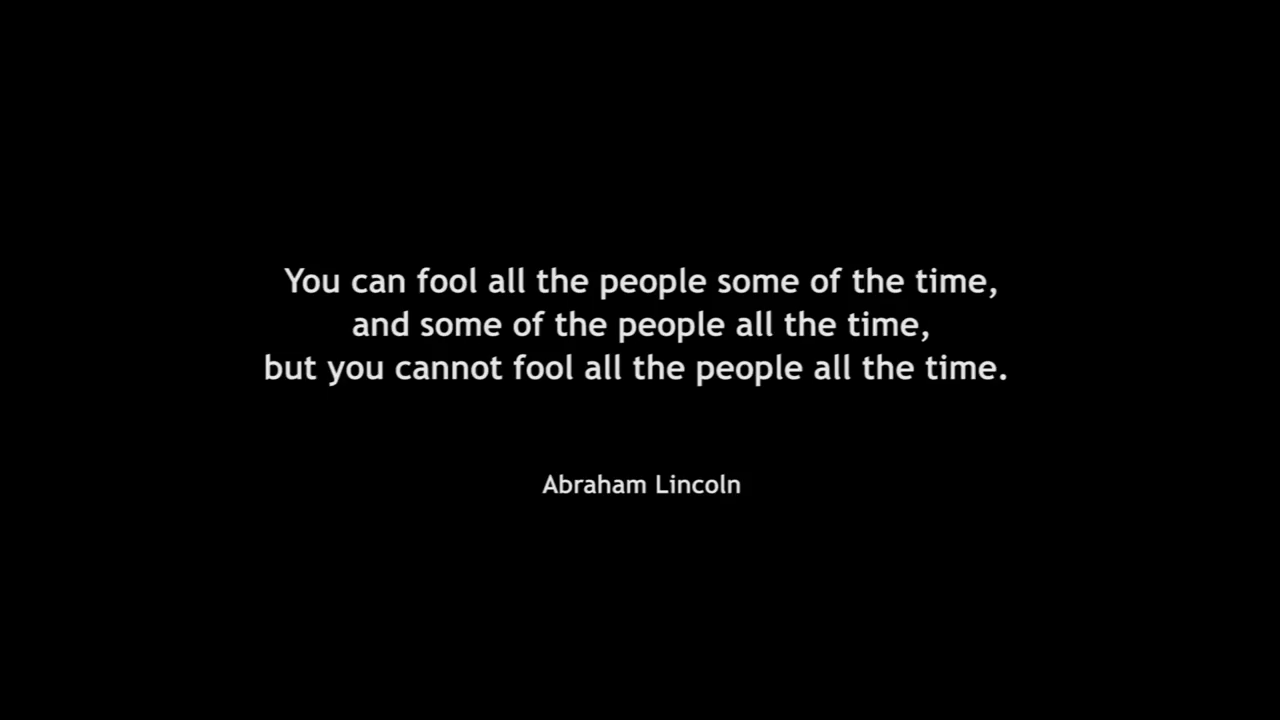 You can fool all the people some of the time,
and some of the people all the time,
but you cannot fool all the people all the time.
Abraham Lincoln